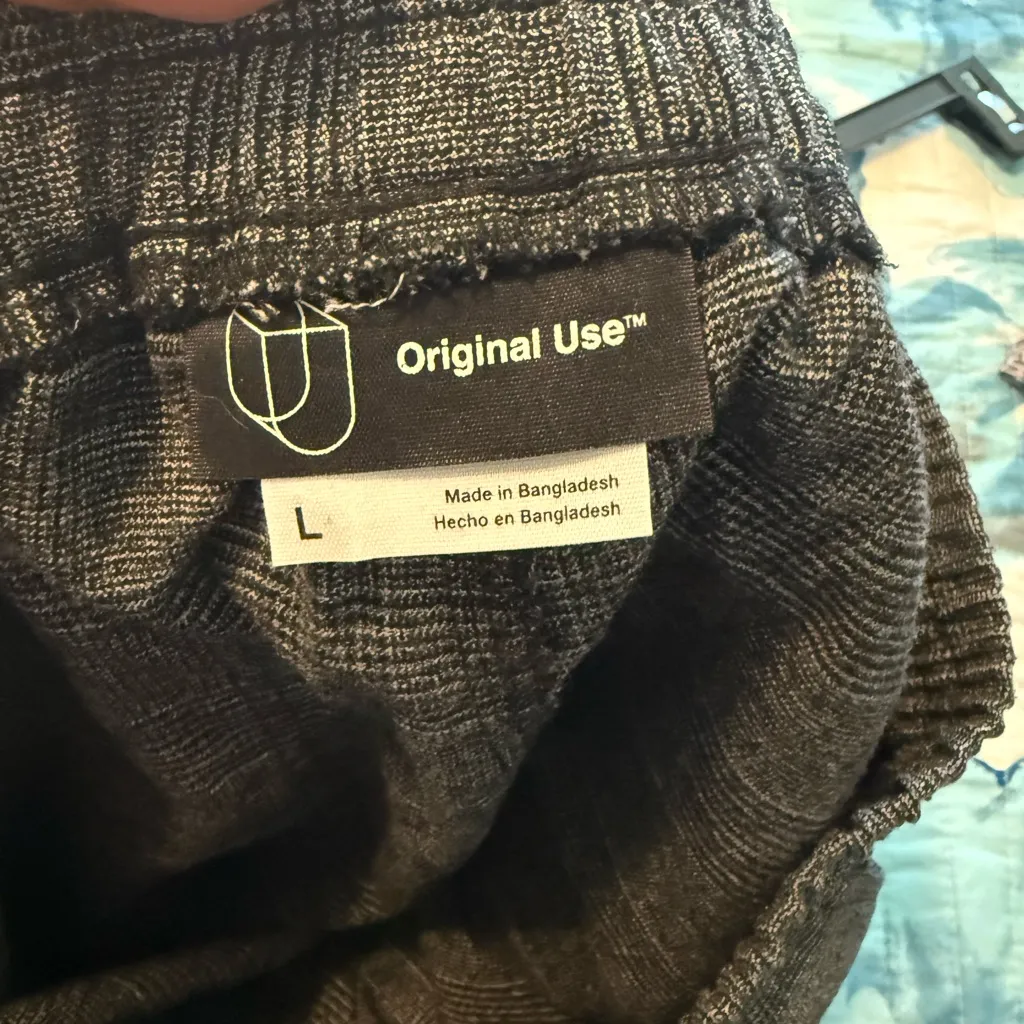 Original Use™
L
Made in Bangladesh
Hecho en Bangladesh